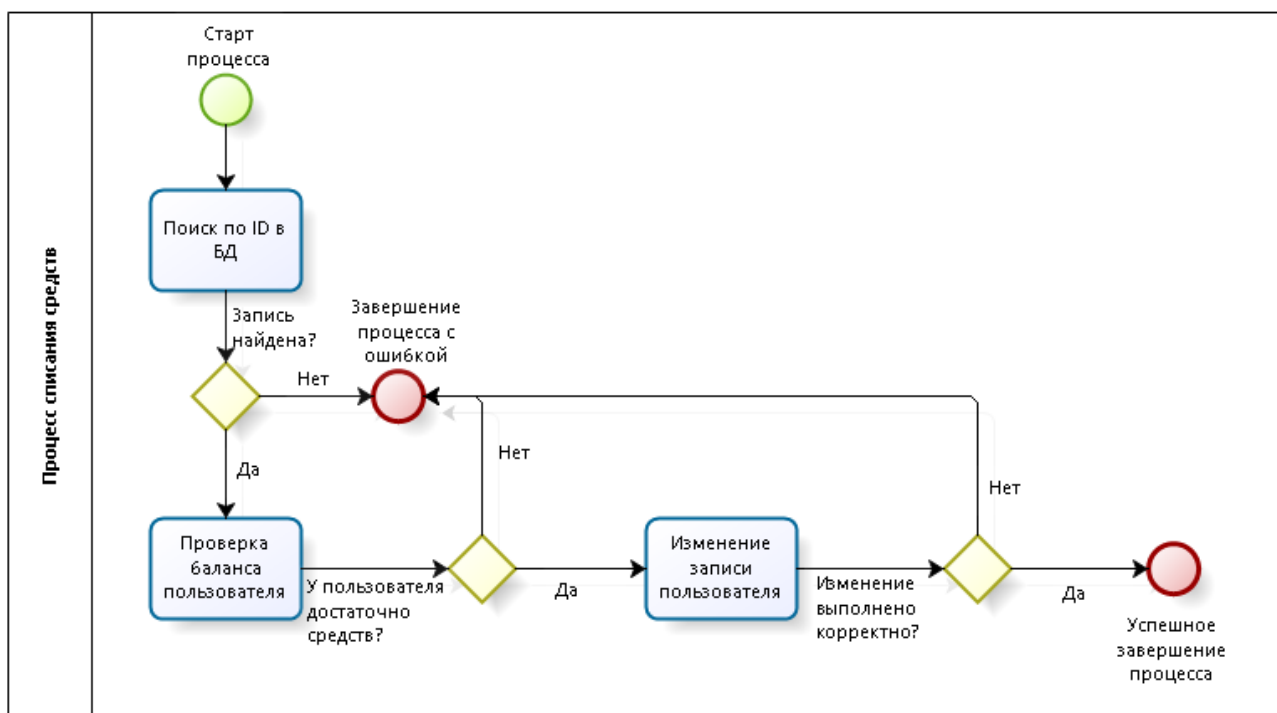 Процесс списания средств
Старт
процесса
Поиск по ID в
БД
Запись
найдена?
Нет
Завершение
процесса с
ошибкой
Да
Проверка
баланса
пользователя
У пользователя
достаточно
средств?
Нет
Да
Изменение
записи
пользователя
Изменение
выполнено
корректно?
Нет
Да
Успешное
завершение
процесса